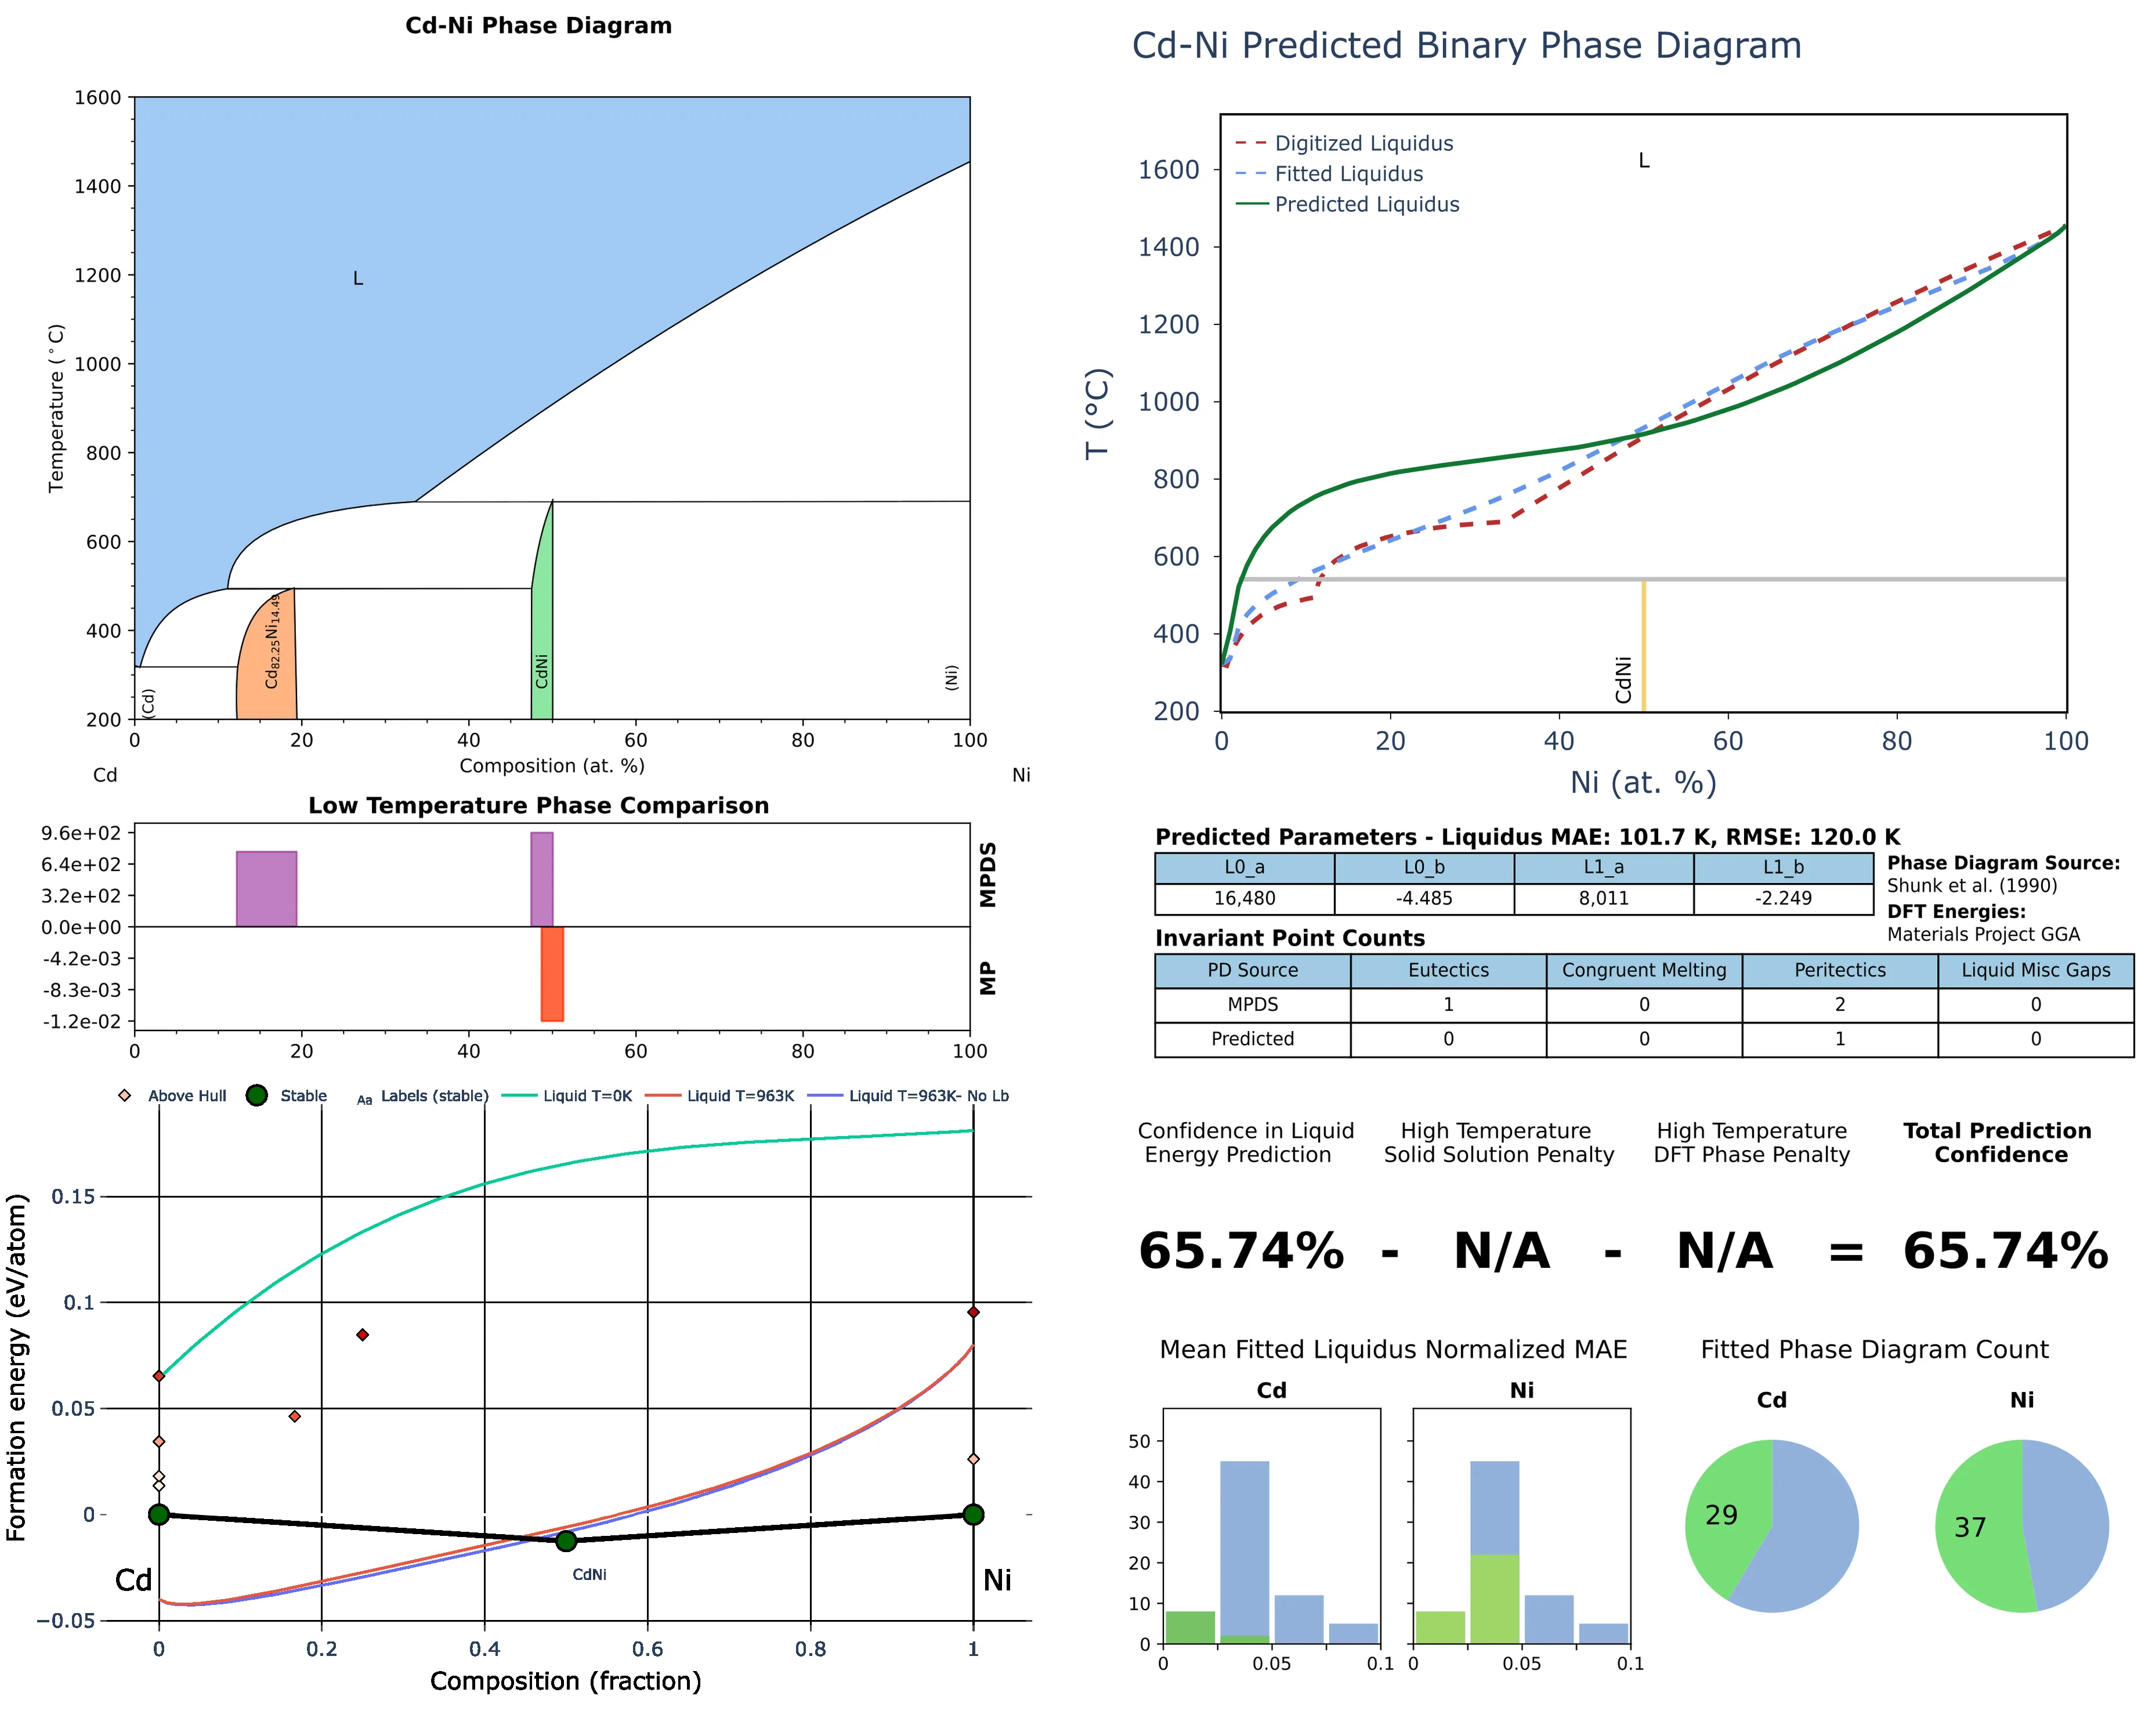 Cd-Ni Phase Diagram
1600
1400
1200
1000
800
600
400
200
Temperature (°C)
L
Cd82.25Ni14.49
CdNi
(Cd)
(Ni)
0 20 40 60 80 100
Composition (at. %)
Cd Ni
Low Temperature Phase Comparison
9.6e+02
6.4e+02
3.2e+02
0.0e+00
-4.2e-03
-8.3e-03
-1.2e-02
MPDS
MP
0 20 40 60 80 100
Above Hull Stable Aa Labels (stable) Liquid T=0K Liquid T=963K Liquid T=963K- No Lb
Formation energy (eV/atom)
0.15
0.1
0.05
0
−0.05
Cd
CdNi
Ni
0 0.2 0.4 0.6 0.8 1
Composition (fraction)
Cd-Ni Predicted Binary Phase Diagram
Digitized Liquidus
Fitted Liquidus
Predicted Liquidus
L
T (°C)
1600
1400
1200
1000
800
600
400
200
CdNi
0 20 40 60 80 100
Ni (at. %)
Predicted Parameters - Liquidus MAE: 101.7 K, RMSE: 120.0 K
L0_a L0_b L1_a L1_b
16,480 -4.485 8,011 -2.249
Phase Diagram Source:
Shunk et al. (1990)
DFT Energies:
Materials Project GGA
Invariant Point Counts
PD Source Eutectics Congruent Melting Peritectics Liquid Misc Gaps
MPDS 1 0 2 0
Predicted 0 0 1 0
Confidence in Liquid
Energy Prediction
High Temperature
Solid Solution Penalty
High Temperature
DFT Phase Penalty
Total Prediction
Confidence
65.74% - N/A - N/A = 65.74%
Mean Fitted Liquidus Normalized MAE
Cd Ni
50
40
30
20
10
0
0 0.05 0.1
0 0.05 0.1
Fitted Phase Diagram Count
Cd Ni
29
37